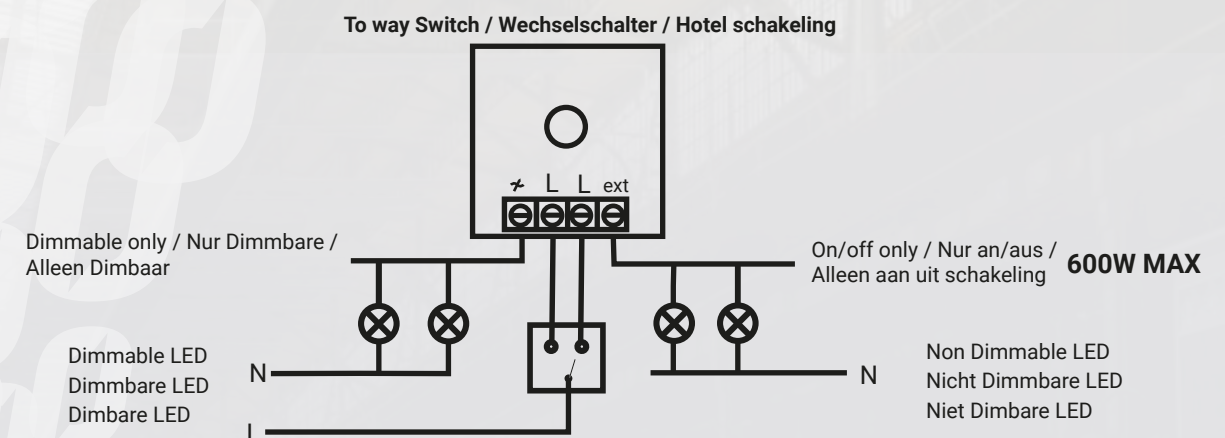 To way Switch / Wechselschalter / Hotel schakeling
L L ext
Dimmable only / Nur Dimmbare /
Alleen Dimbaar
On/off only / Nur an/aus /
Alleen aan uit schakeling
600W MAX
Dimmable LED
Dimmbare LED
Dimbare LED
N
N
Non Dimmable LED
Nicht Dimmbare LED
Niet Dimbare LED
L